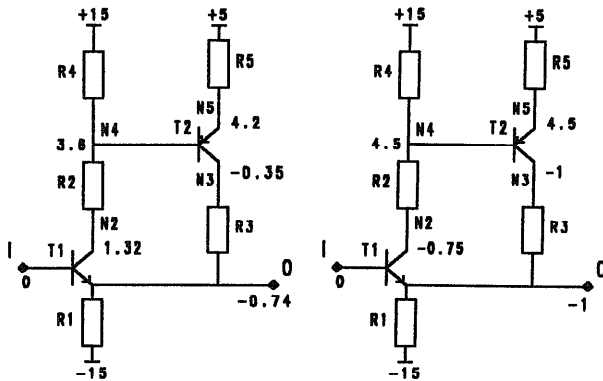 +15 +5 +15 +5
R4 R5 R4 R5
N5 N5
N4 T2 4.2 N4 T2 4.5
3.6 4.5
N3 -0.35 N3 -1
R2 R2
N2 R3 N2 R3
T1 1.32 T1 -0.75
I O I O
0 0
-0.74 -1
R1 R1
-15 -15